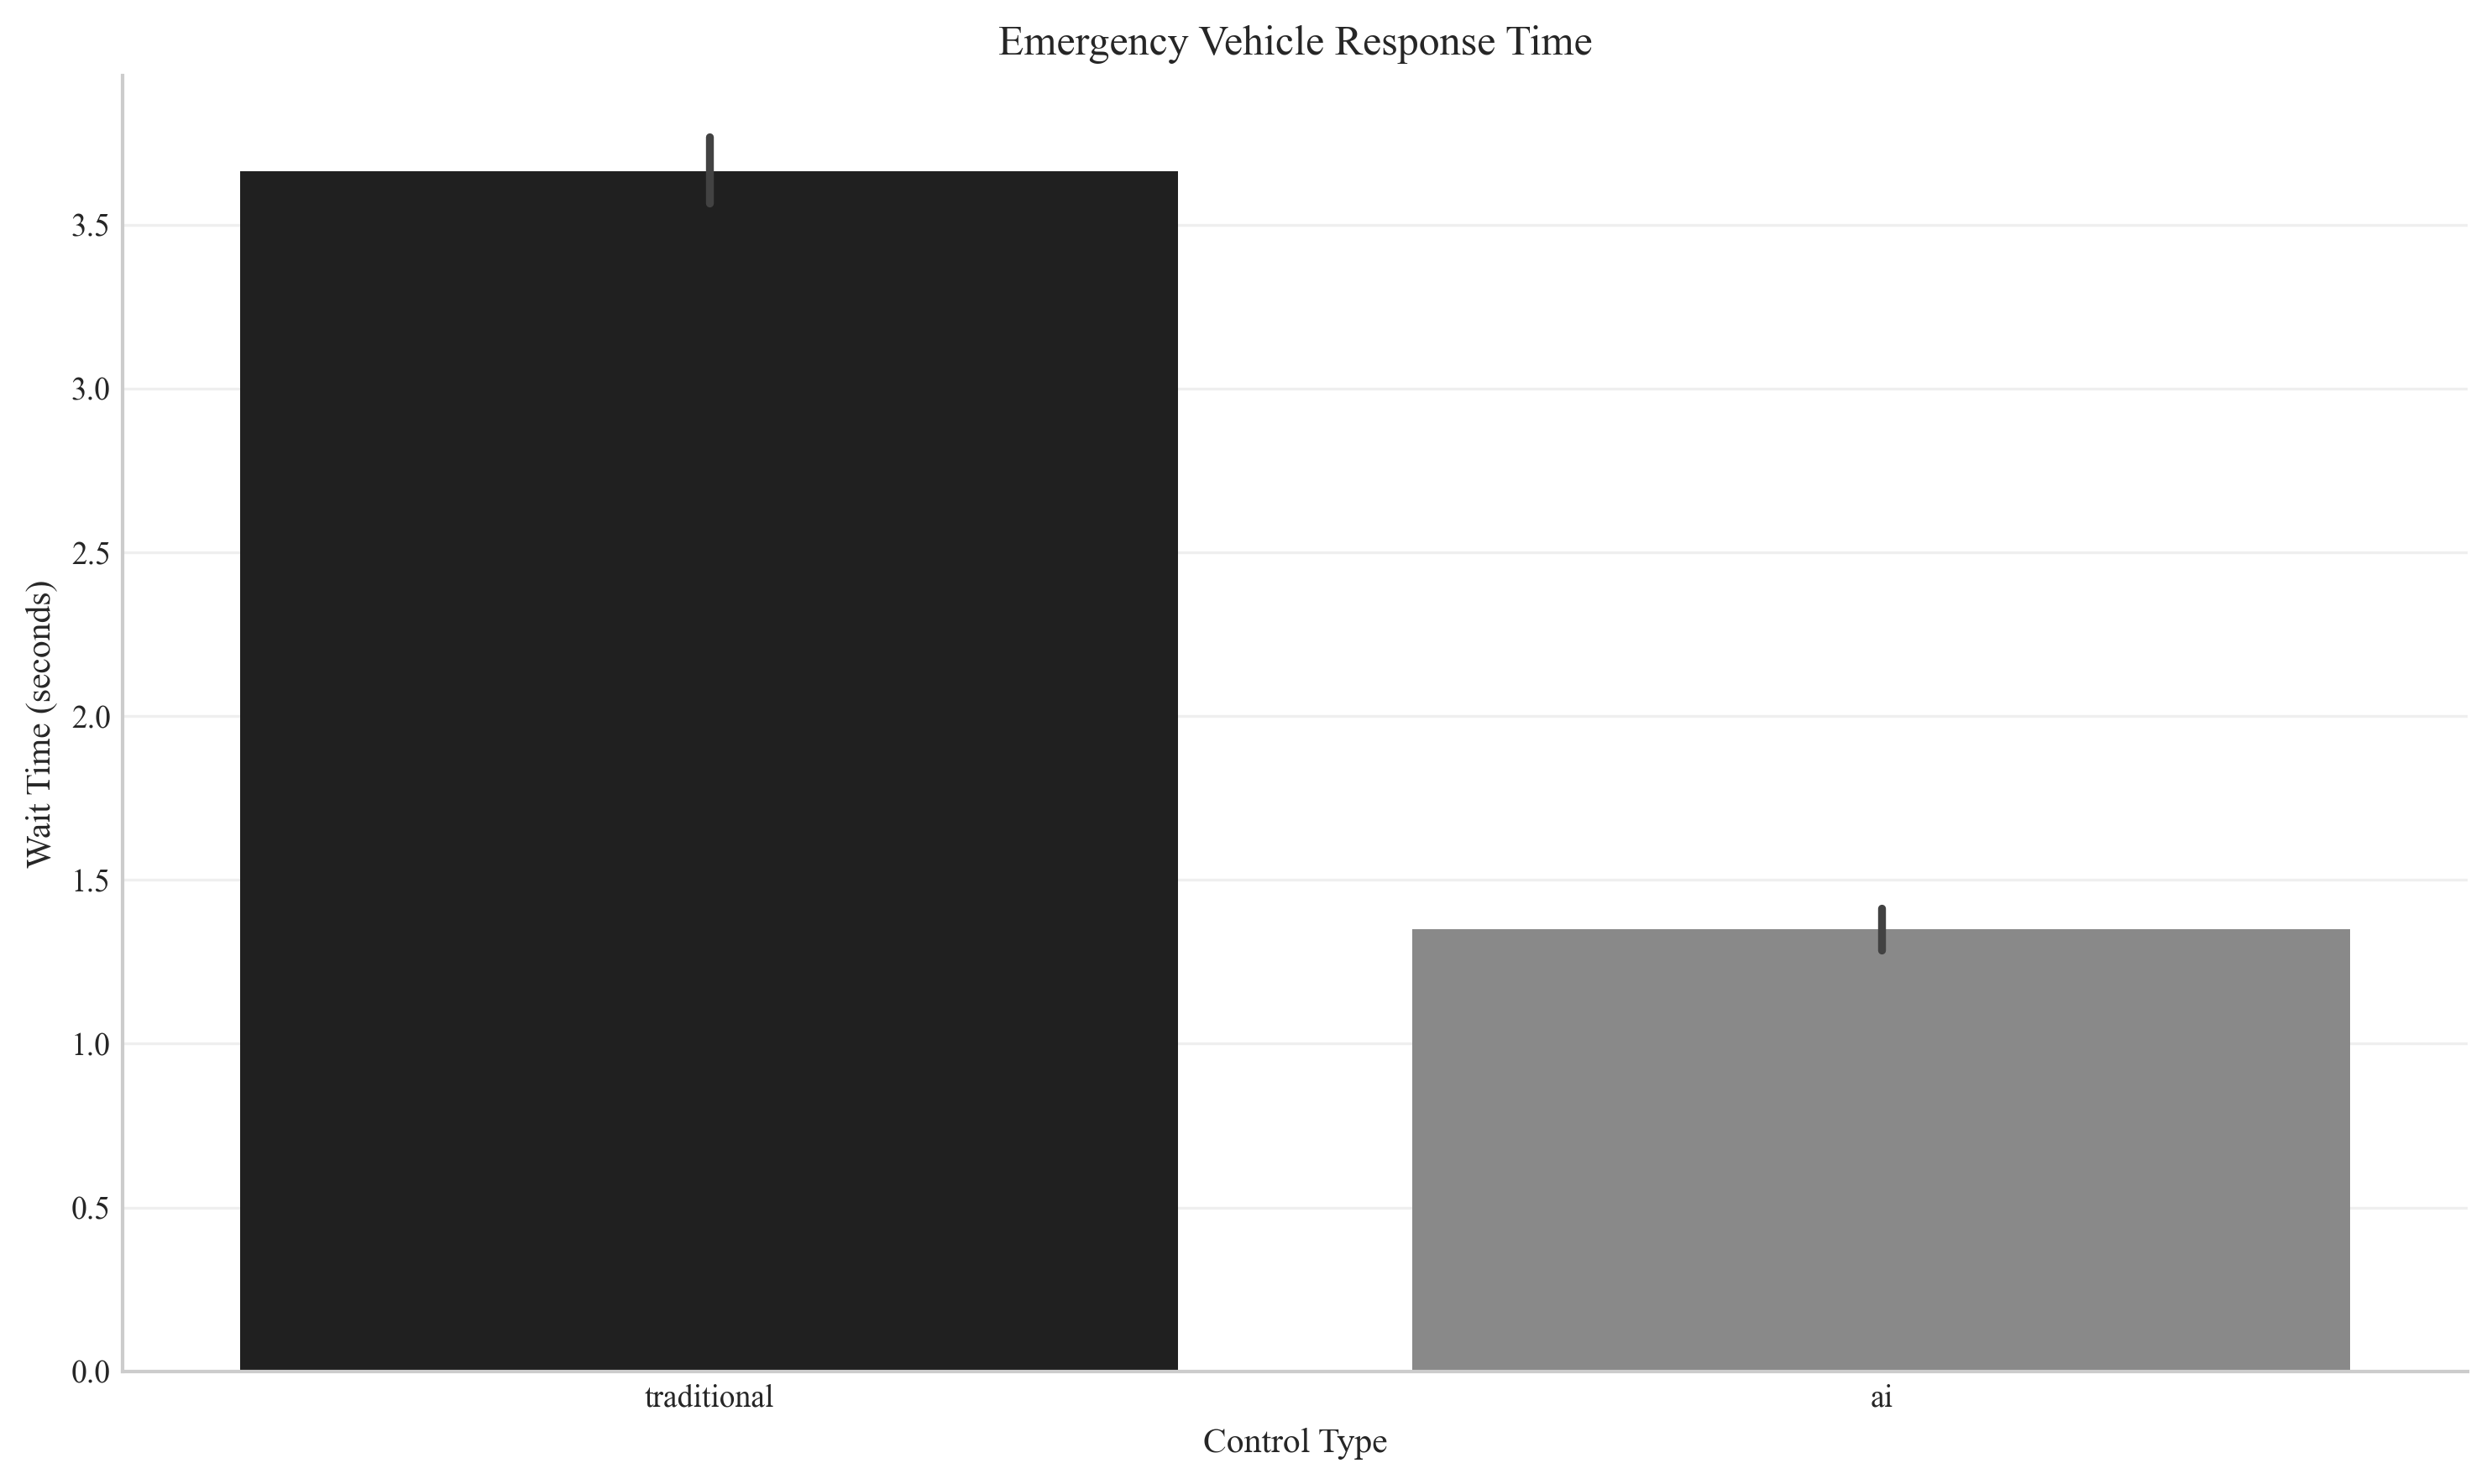 Emergency Vehicle Response Time
Wait Time (seconds)
3.5
3.0
2.5
2.0
1.5
1.0
0.5
0.0
traditional
ai
Control Type